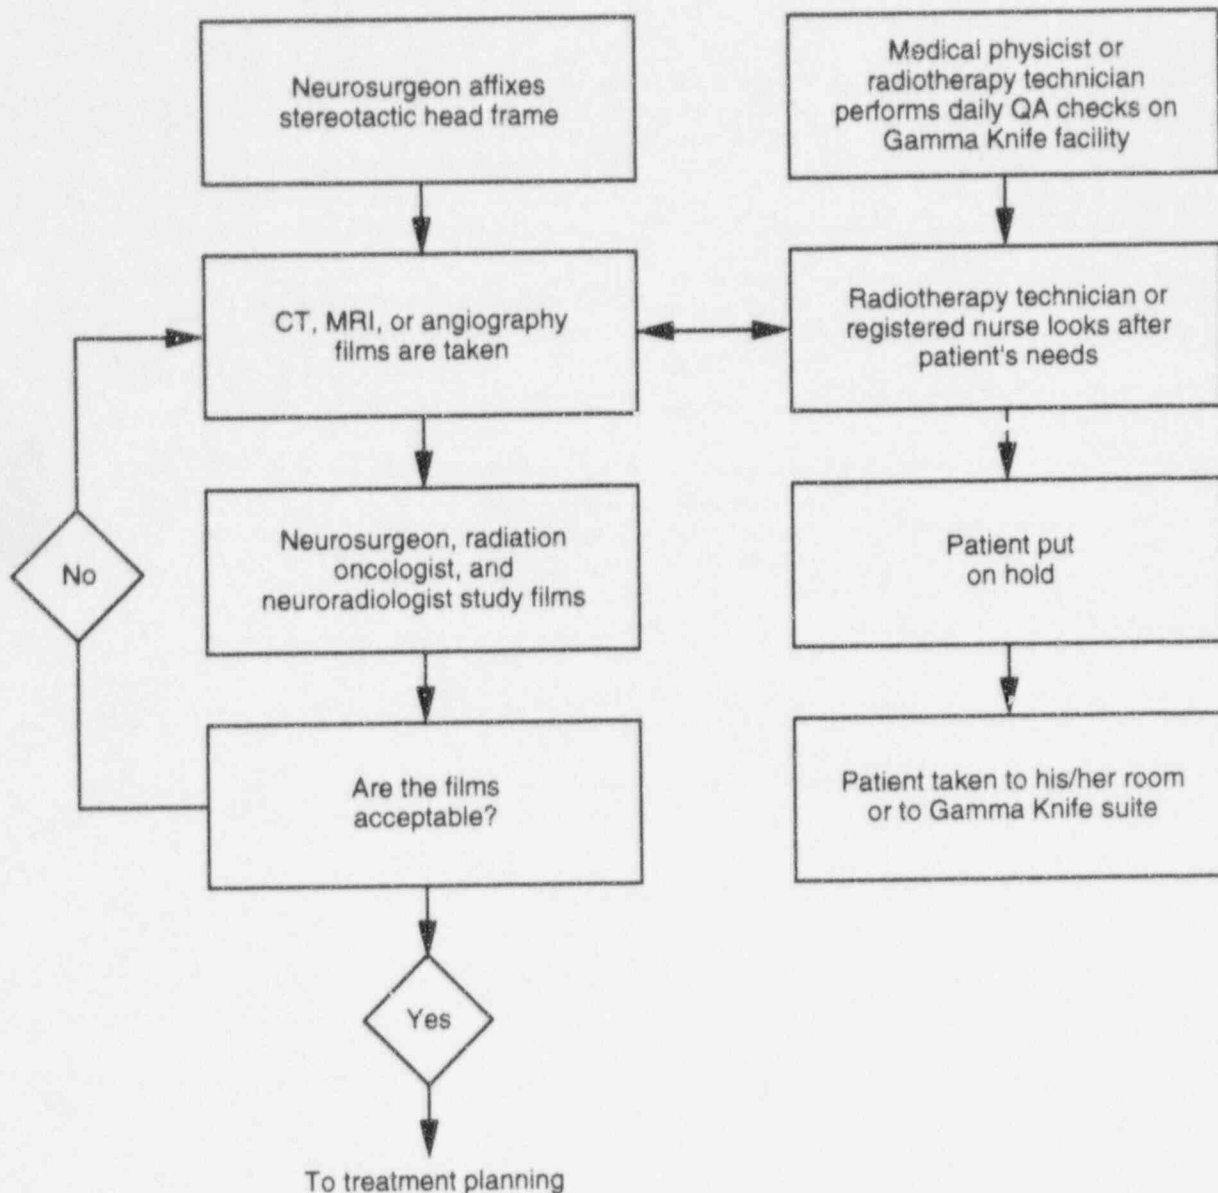 Neurosurgeon affixes
stereotactic head frame
Medical physicist or
radiotherapy technician
performs daily QA checks on
Gamma Knife facility
CT, MRI, or angiography
films are taken
Radiotherapy technician or
registered nurse looks after
patient's needs
No
Neurosurgeon, radiation
oncologist, and
neuroradiologist study films
Patient put
on hold
Are the films
acceptable?
Patient taken to his/her room
or to Gamma Knife suite
Yes
To treatment planning